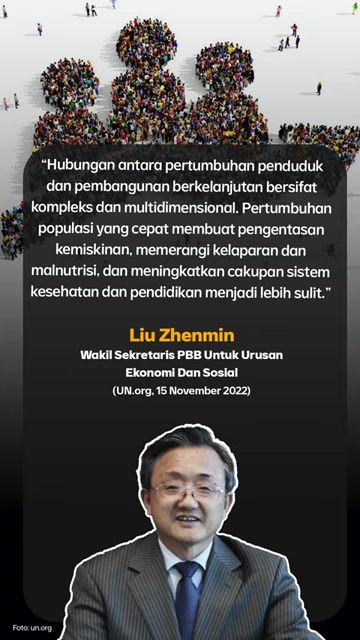 “Hubungan antara pertumbuhan penduduk
dan pembangunan berkelanjutan bersifat
kompleks dan multidimensional. Pertumbuhan
populasi yang cepat membuat pengentasan
kemiskinan, memerangi kelaparan dan
malnutrisi, dan meningkatkan cakupan sistem
kesehatan dan pendidikan menjadi lebih sulit.”
Liu Zhenmin
Wakil Sekretaris PBB Untuk Urusan
Ekonomi Dan Sosial
(UN.org, 15 November 2022)
Foto: un.org